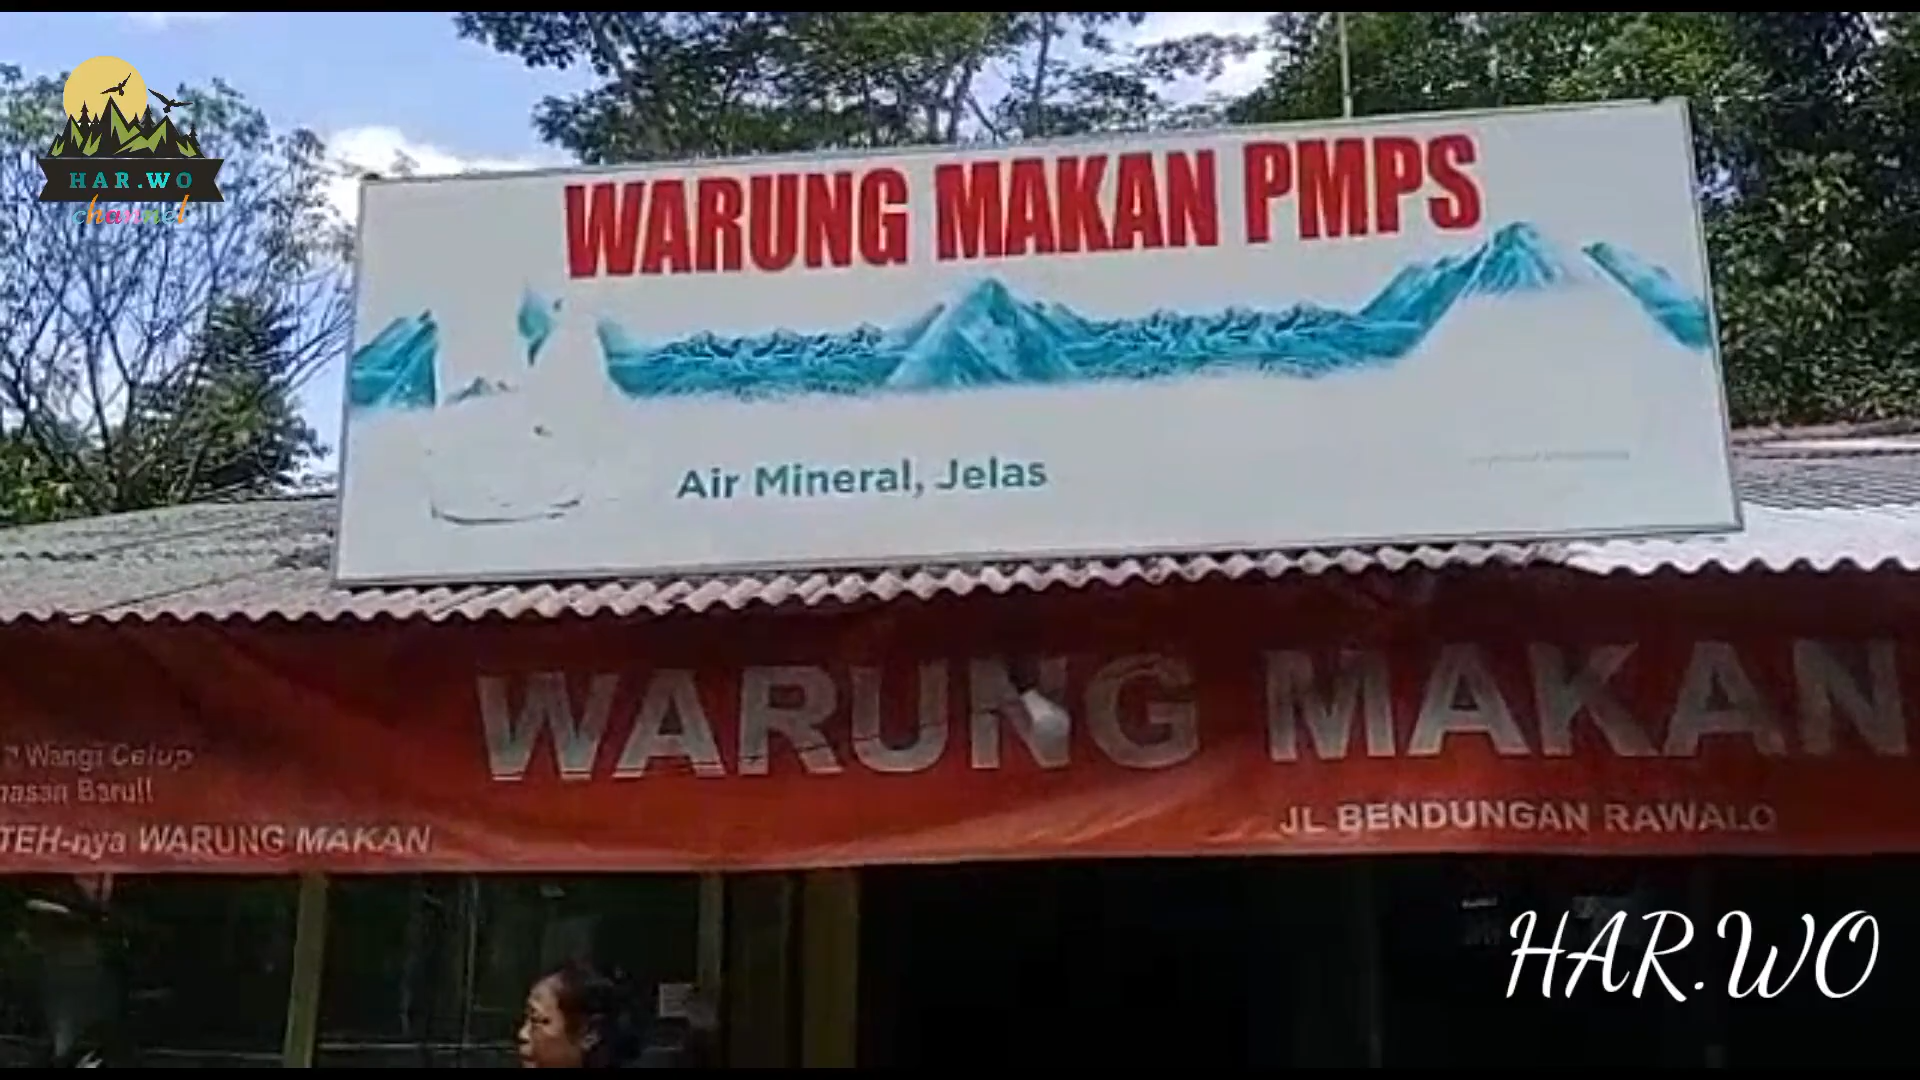 HAR.WO
channel
WARUNG MAKAN PMPS
Air Mineral, Jelas
WARUNG MAKAN
Wangi Celup
Baru!!
TEH-nya WARUNG MAKAN
JL BENDUNGAN RAWALO
HAR.WO